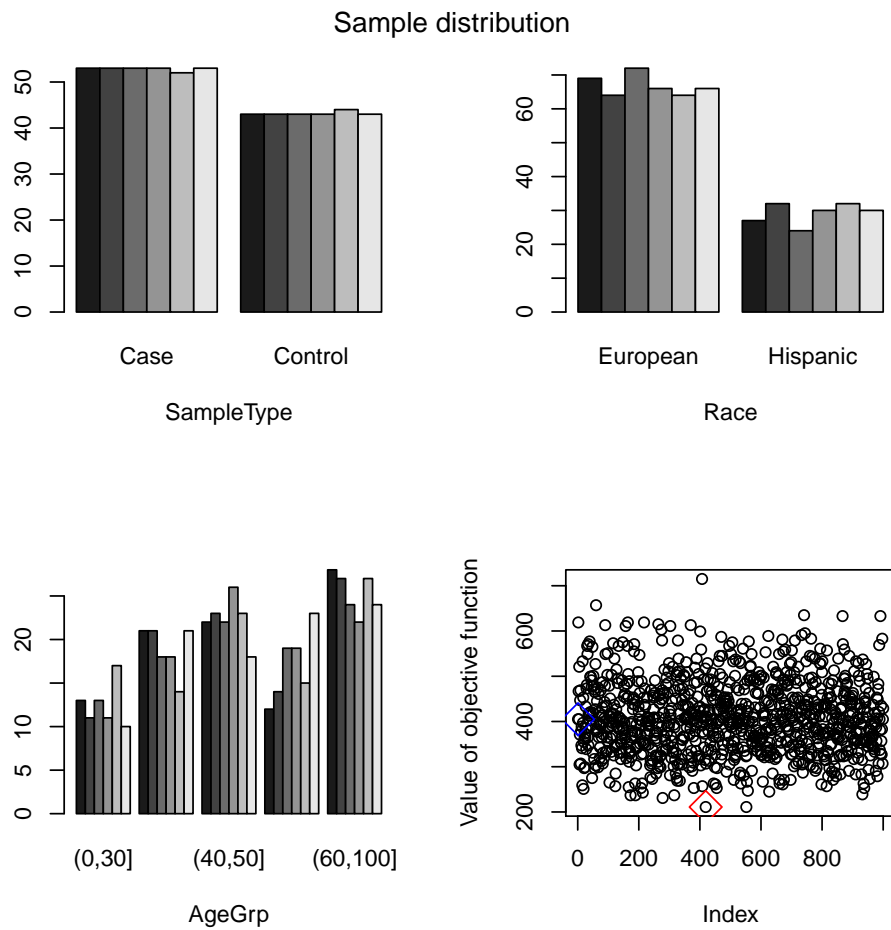 Sample distribution
0 10 20 30 40 50
Case Control
SampleType
0 20 40 60
European Hispanic
Race
0 5 10 20
(0,30] (40,50] (60,100]
AgeGrp
Value of objective function
200 400 600
0 200 400 600 800
Index